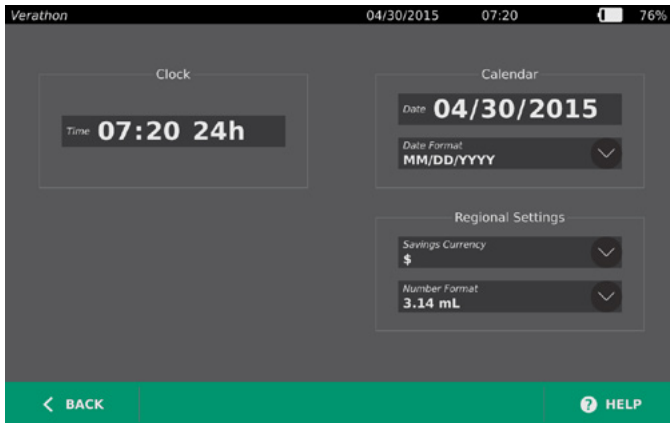 Verathon 04/30/2015 07:20 76%
Clock
Time 07:20 24h
Calendar
Date 04/30/2015
Date Format
MM/DD/YYYY
Regional Settings
Savings Currency
$
Number Format
3.14 mL
BACK
? HELP